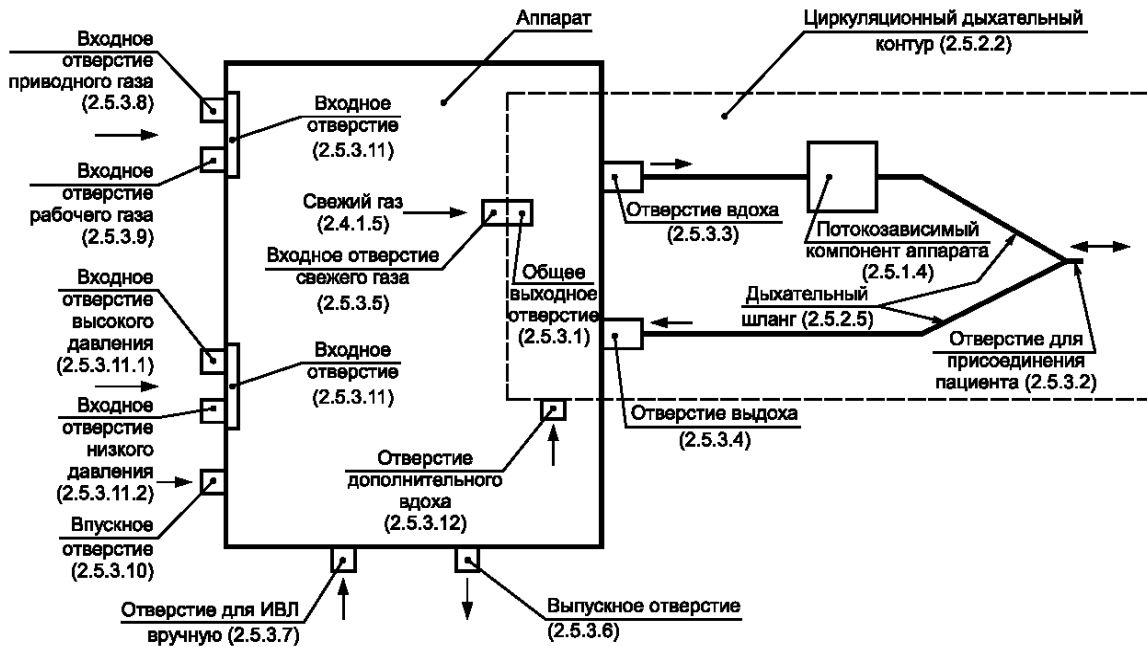 Аппарат
Циркуляционный дыхательный
контур (2.5.2.2)
Входное
отверстие
приводного газа
(2.5.3.8)
Входное
отверстие
(2.5.3.11)
Входное
отверстие
рабочего газа
(2.5.3.9)
Свежий газ
(2.4.1.5)
Входное отверстие
свежего газа
(2.5.3.5)
Общее
выходное
отверстие
(2.5.3.1)
Отверстие вдоха
(2.5.3.3)
Потокозависимый
компонент аппарата
(2.5.1.4)
Дыхательный
шланг (2.5.2.5)
Отверстие для
присоединения
пациента (2.5.3.2)
Входное
отверстие
высокого
давления
(2.5.3.11.1)
Входное
отверстие
(2.5.3.11)
Входное
отверстие
низкого
давления
(2.5.3.11.2)
Отверстие выдоха
(2.5.3.4)
Отверстие
дополнительного
вдоха
(2.5.3.12)
Впускное
отверстие
(2.5.3.10)
Отверстие для ИВЛ
вручную (2.5.3.7)
Выпускное отверстие
(2.5.3.6)